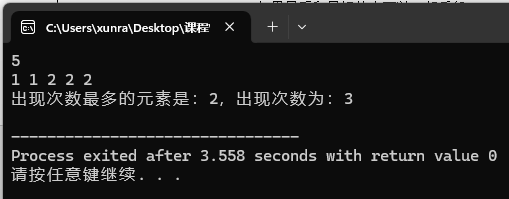 C:\Users\xunra\Desktop\课程
5
1 1 2 2 2
出现次数最多的元素是: 2, 出现次数为: 3
--------------------------------
Process exited after 3.558 seconds with return value 0
请按任意键继续. . .